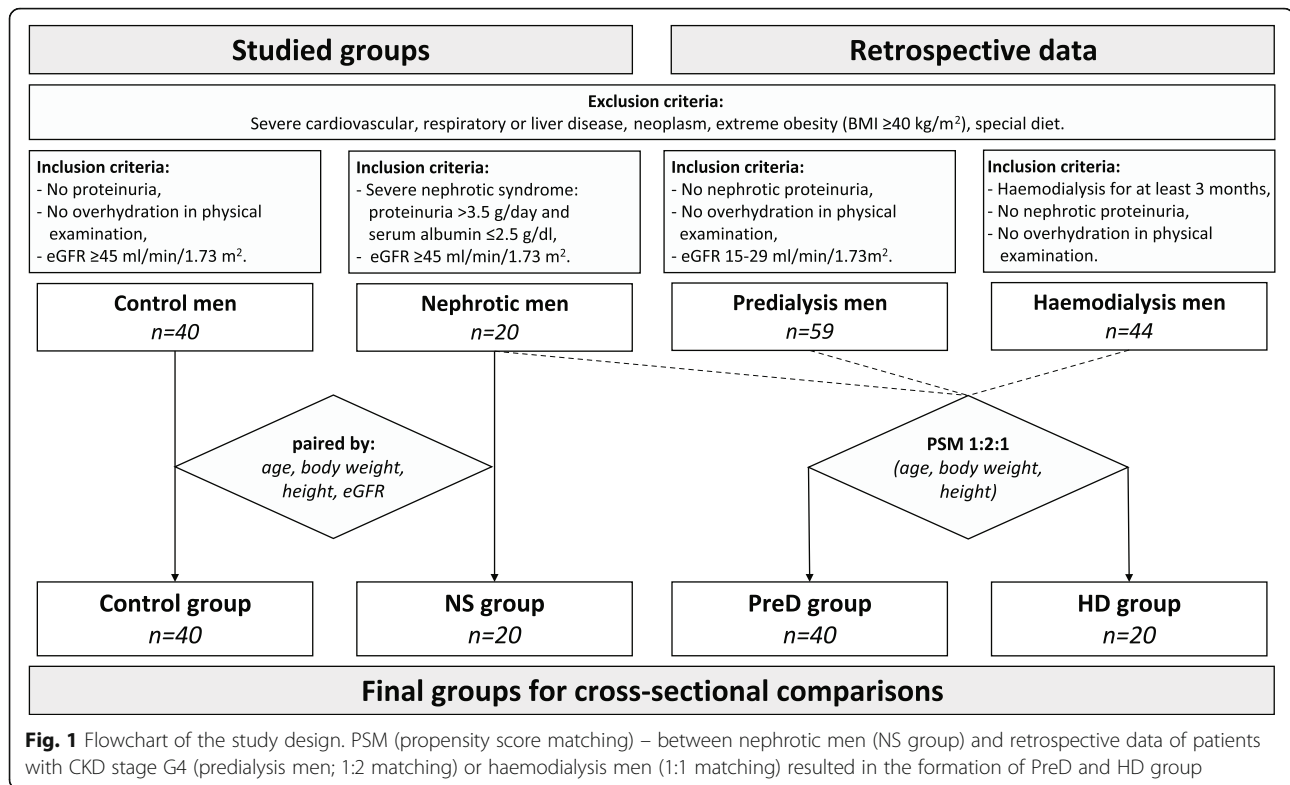 Studied groups
Retrospective data
Exclusion criteria:
Severe cardiovascular, respiratory or liver disease, neoplasm, extreme obesity (BMI ≥40 kg/m²), special diet.
Inclusion criteria:
- No proteinuria,
- No overhydration in physical
examination,
- eGFR ≥45 ml/min/1.73 m².
Inclusion criteria:
- Severe nephrotic syndrome:
proteinuria >3.5 g/day and
serum albumin ≤2.5 g/dl,
- eGFR ≥45 ml/min/1.73 m².
Inclusion criteria:
- No nephrotic proteinuria,
- No overhydration in physical
examination,
- eGFR 15-29 ml/min/1.73m².
Inclusion criteria:
- Haemodialysis for at least 3 months,
- No nephrotic proteinuria,
- No overhydration in physical
examination.
Control men
n=40
Nephrotic men
n=20
Predialysis men
n=59
Haemodialysis men
n=44
paired by:
age, body weight,
height, eGFR
PSM 1:2:1
(age, body weight,
height)
Control group
n=40
NS group
n=20
PreD group
n=40
HD group
n=20
Final groups for cross-sectional comparisons
Fig. 1 Flowchart of the study design. PSM (propensity score matching) – between nephrotic men (NS group) and retrospective data of patients
with CKD stage G4 (predialysis men; 1:2 matching) or haemodialysis men (1:1 matching) resulted in the formation of PreD and HD group